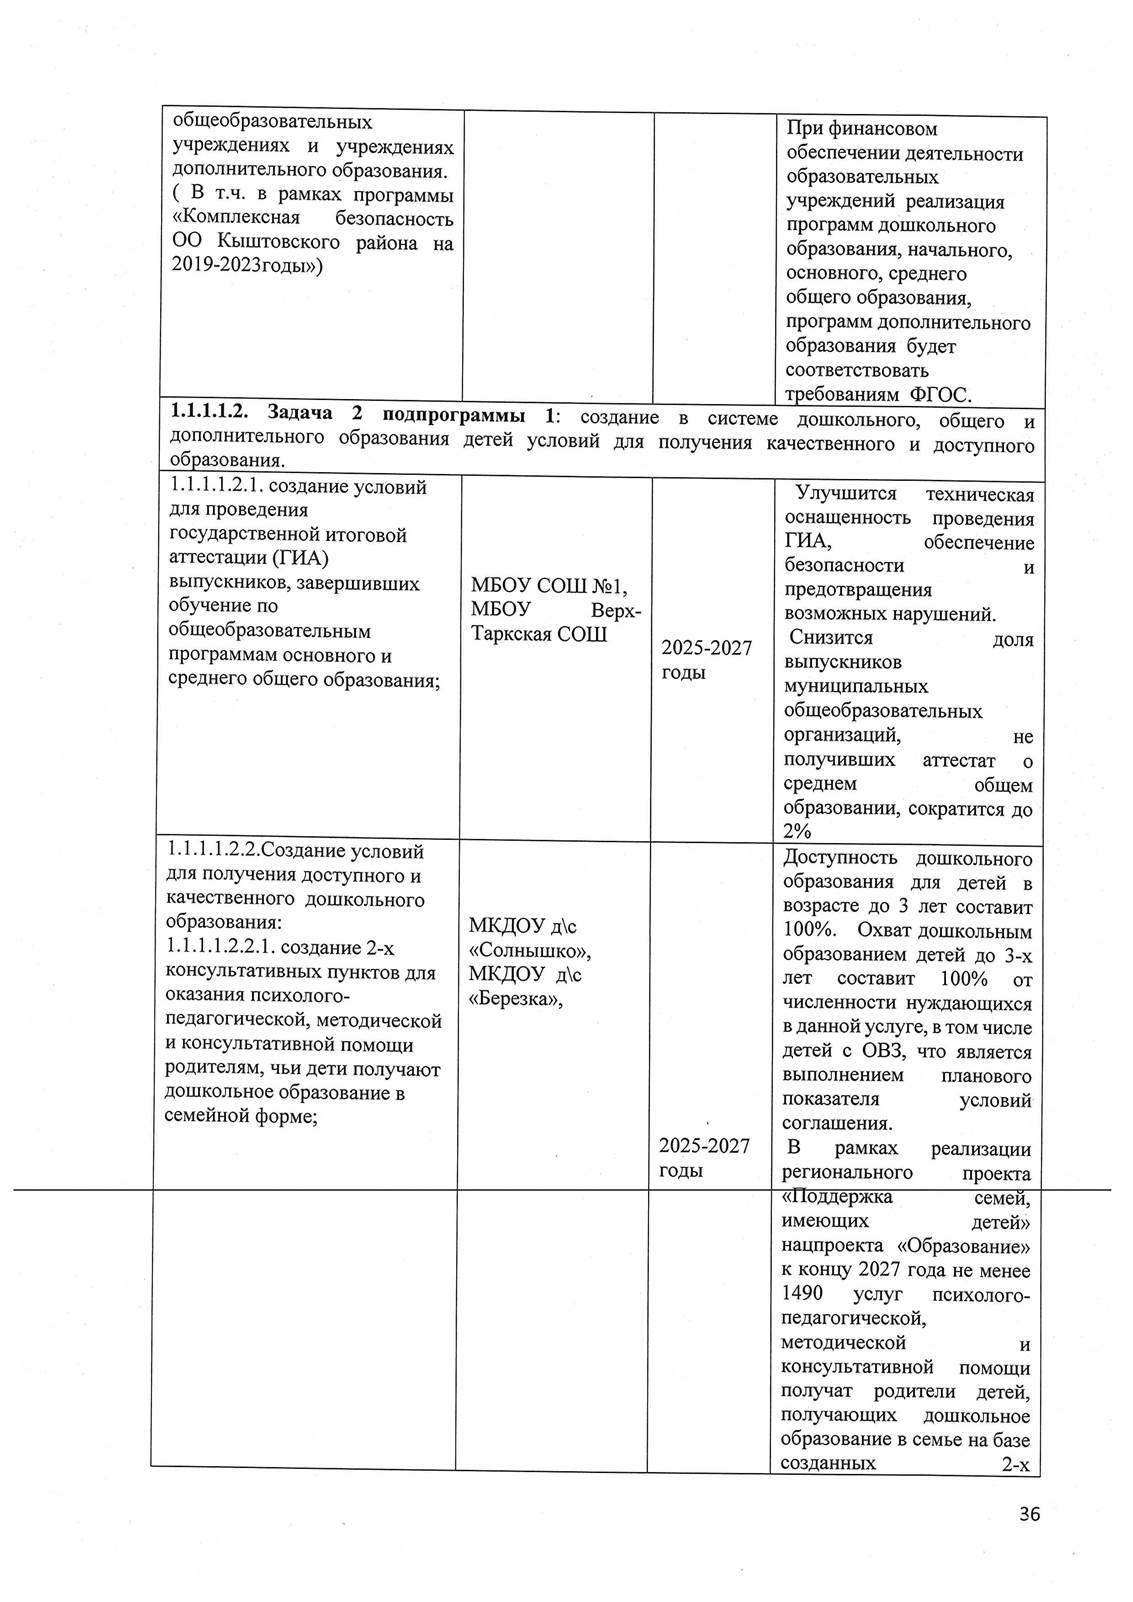 общеобразовательных
учреждениях и учреждениях
дополнительного образования.
( В т.ч. в рамках программы
«Комплексная безопасность
ОО Кыштовского района на
2019-2023годы»)
При финансовом
обеспечении деятельности
образовательных
учреждений реализация
программ дошкольного
образования, начального,
основного, среднего
общего образования,
программ дополнительного
образования будет
соответствовать
требованиям ФГОС.
1.1.1.1.2. Задача 2 подпрограммы 1: создание в системе дошкольного, общего и
дополнительного образования детей условий для получения качественного и доступного
образования.
1.1.1.1.2.1. создание условий
для проведения
государственной итоговой
аттестации (ГИА)
выпускников, завершивших
обучение по
общеобразовательным
программам основного и
среднего общего образования;
МБОУ СОШ №1,
МБОУ Верх-
Таркская СОШ
2025-2027
годы
Улучшится техническая
оснащенность проведения
ГИА, обеспечение
безопасности и
предотвращения
возможных нарушений.
Снизится доля
выпускников
муниципальных
общеобразовательных
организаций, не
получивших аттестат о
среднем общем
образовании, сократится до
2%
1.1.1.1.2.2.Создание условий
для получения доступного и
качественного дошкольного
образования:
1.1.1.1.2.2.1. создание 2-х
консультативных пунктов для
оказания психолого-
педагогической, методической
и консультативной помощи
родителям, чьи дети получают
дошкольное образование в
семейной форме;
МКДОУ д\с
«Солнышко»,
МКДОУ д\с
«Березка»,
2025-2027
годы
Доступность дошкольного
образования для детей в
возрасте до 3 лет составит
100%. Охват дошкольным
образованием детей до 3-х
лет составит 100% от
численности нуждающихся
в данной услуге, в том числе
детей с ОВЗ, что является
выполнением планового
показателя условий
соглашения.
В рамках реализации
регионального проекта
«Поддержка семей,
имеющих детей»
нацпроекта «Образование»
к концу 2027 года не менее
1490 услуг психолого-
педагогической,
методической и
консультативной помощи
получат родители детей,
получающих дошкольное
образование в семье на базе
созданных 2-х
36